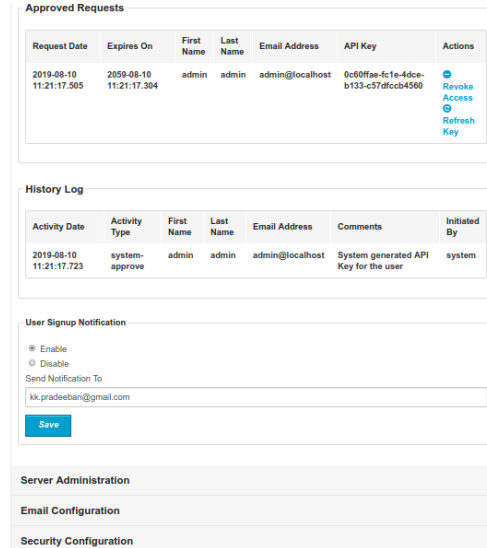 Approved Requests
Request Date Expires On First Name Last Name Email Address API Key Actions
2019-08-10 11:21:17.505 2059-08-10 11:21:17.304 admin admin admin@localhost 0c60ffae-fc1e-4dce-b133-c57dfccb4560 Revoke Access Refresh Key
History Log
Activity Date Activity Type First Name Last Name Email Address Comments Initiated By
2019-08-10 11:21:17.723 system-approve admin admin admin@localhost System generated API Key for the user system
User Signup Notification
Enable
Disable
Send Notification To
kk.pradeeban@gmail.com
Save
Server Administration
Email Configuration
Security Configuration